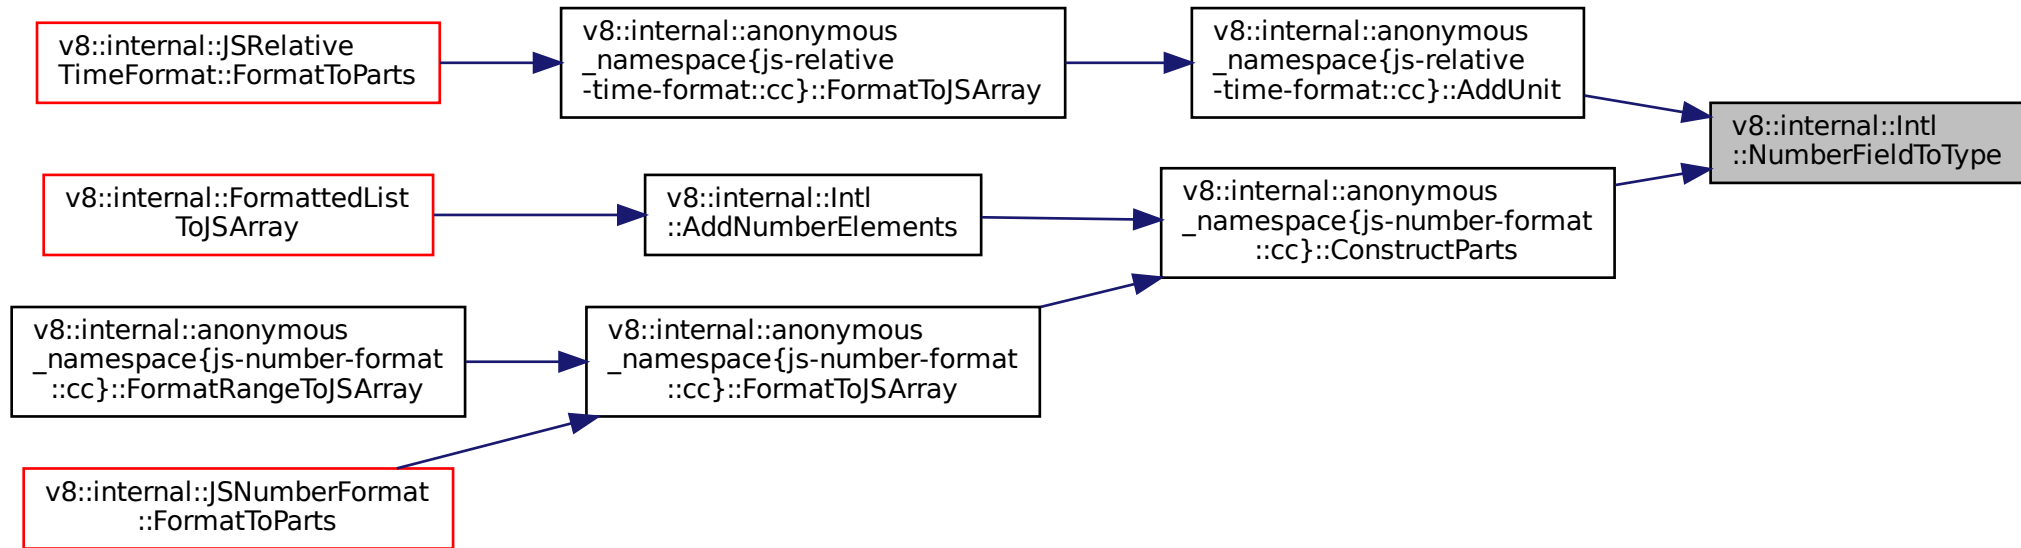 v8::internal::JSRelative
TimeFormat::FormatToParts
v8::internal::anonymous
_namespace{js-relative
-time-format::cc}::FormatToJSArray
v8::internal::anonymous
_namespace{js-relative
-time-format::cc}::AddUnit
v8::internal::Intl
::NumberFieldToType
v8::internal::FormattedList
ToJSArray
v8::internal::Intl
::AddNumberElements
v8::internal::anonymous
_namespace{js-number-format
::cc}::ConstructParts
v8::internal::anonymous
_namespace{js-number-format
::cc}::FormatRangeToJSArray
v8::internal::anonymous
_namespace{js-number-format
::cc}::FormatToJSArray
v8::internal::JSNumberFormat
::FormatToParts